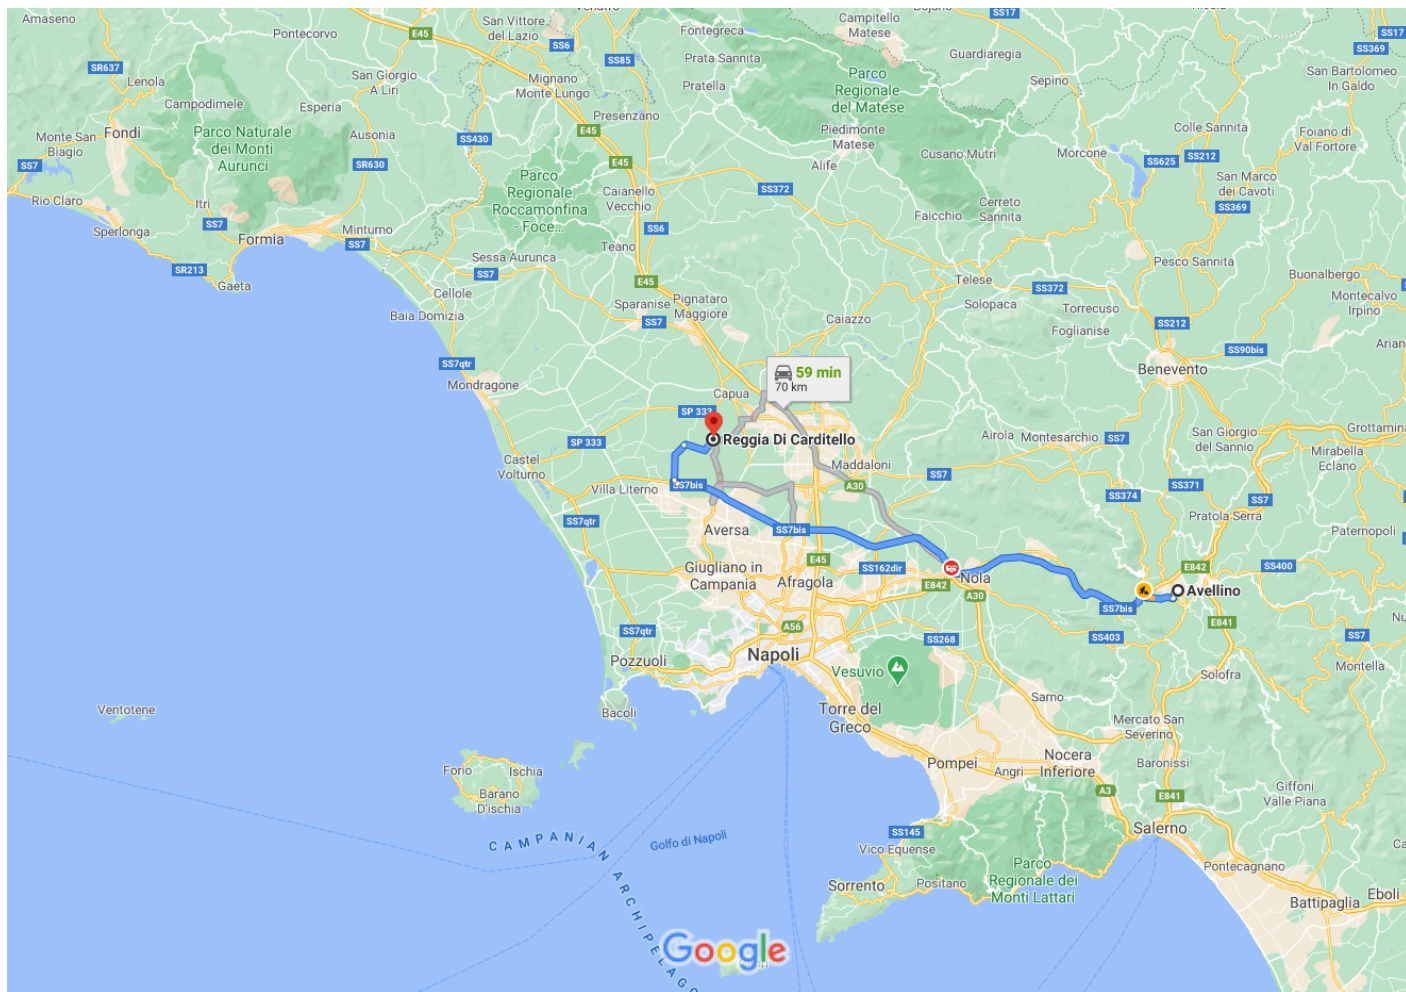 Amaseno
Pontecorvo
E45
San Vittore
del Lazio
SS6
Fontegreca
Campitello
Matese
SS17
SS17
SS369
SR637
Lenola
San Giorgio
A Liri
Mignano
Monte Lungo
SS85
Prata Sannita
Guardiaregia
Sepino
San Bartolomeo
In Galdo
Campodimele
Esperia
Pratella
Parco
Regionale
del Matese
Presenzano
Monte San
Biagio
Fondi
Parco Naturale
dei Monti
Aurunci
Ausonia
SS430
E45
Piedimonte
Matese
Colle Sannita
Foiano di
Val Fortore
SS7
SR630
E45
Alife
Cusano Mutri
Morcone
SS625
SS212
Rio Claro
Itri
Parco
Regionale
Roccamonfina
- Foce...
Caianello
Vecchio
SS372
San Marco
dei Cavoti
SS369
Sperlonga
SS7
Formia
Minturno
SS7
SS6
Faicchio
Cerreto
Sannita
SR213
Gaeta
Sessa Aurunca
SS7
Teano
E45
Telese
SS372
Pesco Sannita
Buonalbergo
Cellole
Baia Domizia
Sparanise
SS7
Pignataro
Maggiore
Caiazzo
Solopaca
Torrecuso
Foglianise
SS212
Montecalvo
Irpino
SS7qtr
Mondragone
59 min
70 km
Benevento
SS90bis
Capua
SP 333
SP 333
Reggia Di Carditello
Airola
Montesarchio
SS7
San Giorgio
del Sannio
Mirabella
Eclano
Castel
Volturno
Villa Literno
SS7bis
Maddaloni
A30
SS7
SS374
SS371
SS7
SS7qtr
Aversa
SS7bis
Pratola Serra
Paternopoli
Giugliano in
Campania
E45
Afragola
SS162dir
E842
Nola
A30
E842
SS400
Avellino
SS7bis
SS7qtr
A56
SS268
SS403
E841
SS7
Pozzuoli
Napoli
Vesuvio
Solofra
Montella
Ventotene
Bacoli
Torre del
Greco
Sarno
Mercato San
Severino
Forio
Ischia
Barano
D'ischia
Pompei
Angri
Nocera
Inferiore
Baronissi
A3
E841
Giffoni
Valle Piana
CAMPANIAN ARCHIPELAGO
Golfo di Napoli
SS145
Vico Equense
Salerno
Sorrento
Positano
Parco
Regionale dei
Monti Lattari
Pontecagnano
Battipaglia
Eboli
Google